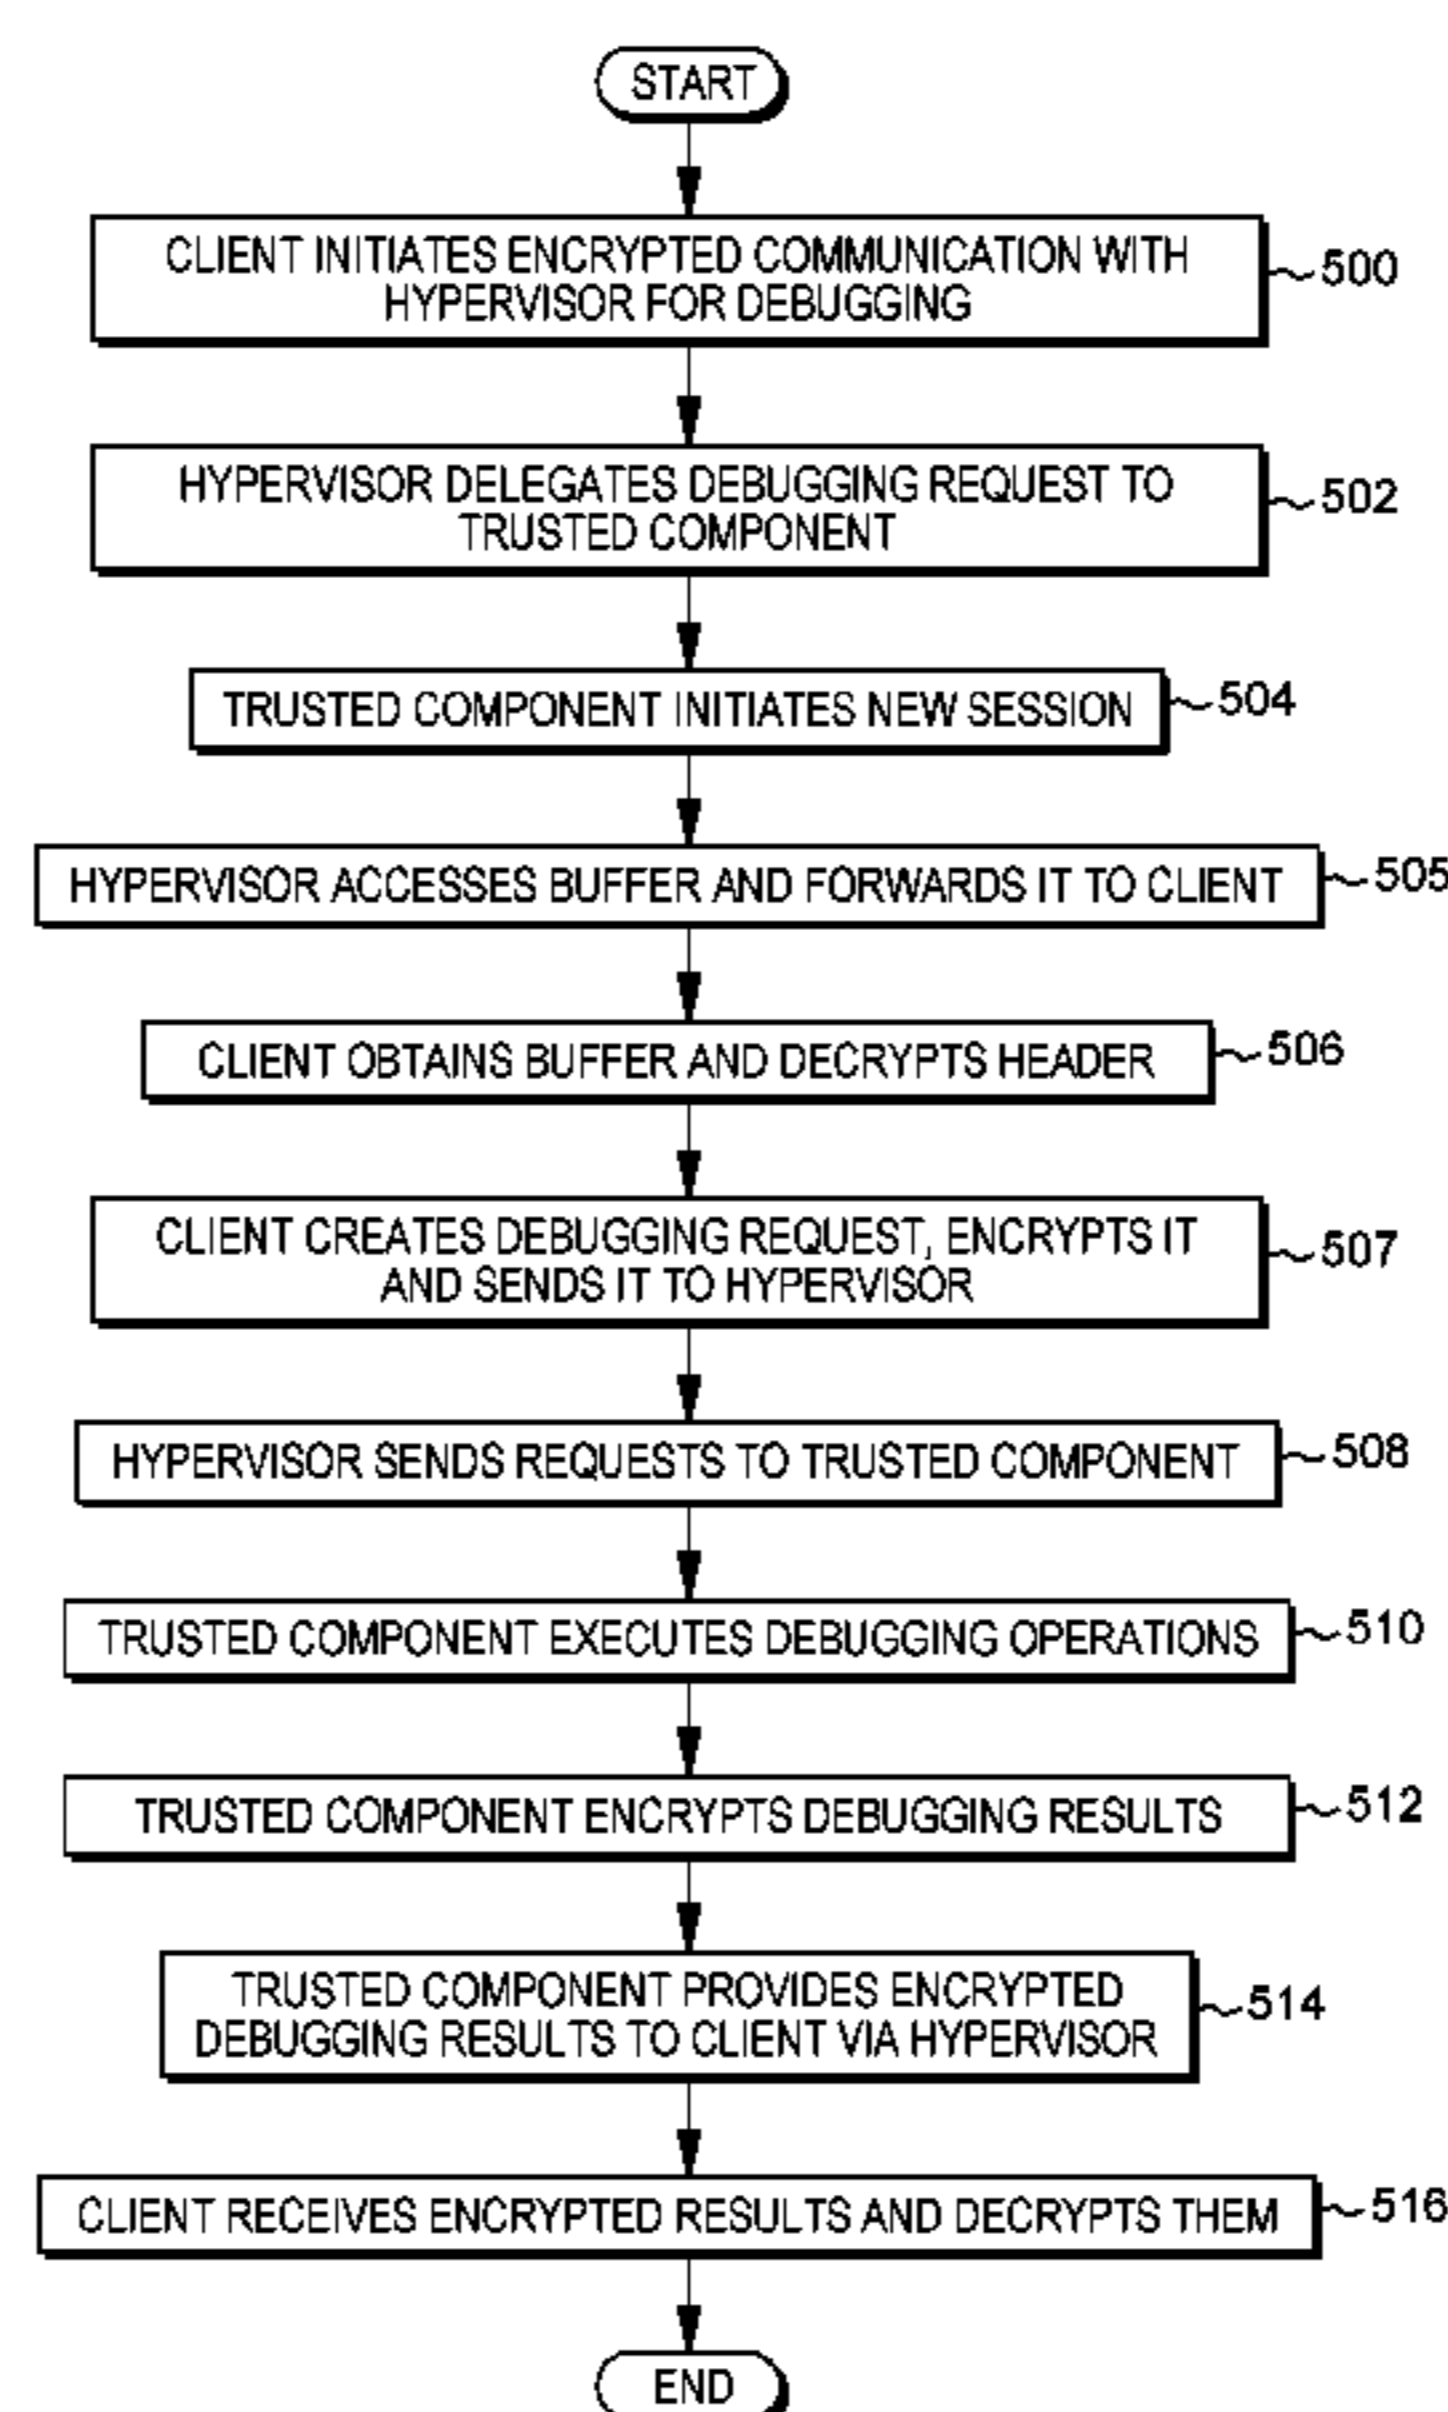 START
CLIENT INITIATES ENCRYPTED COMMUNICATION WITH
HYPERVISOR FOR DEBUGGING
500
HYPERVISOR DELEGATES DEBUGGING REQUEST TO
TRUSTED COMPONENT
502
TRUSTED COMPONENT INITIATES NEW SESSION
504
HYPERVISOR ACCESSES BUFFER AND FORWARDS IT TO CLIENT
505
CLIENT OBTAINS BUFFER AND DECRYPTS HEADER
506
CLIENT CREATES DEBUGGING REQUEST, ENCRYPTS IT
AND SENDS IT TO HYPERVISOR
507
HYPERVISOR SENDS REQUESTS TO TRUSTED COMPONENT
508
TRUSTED COMPONENT EXECUTES DEBUGGING OPERATIONS
510
TRUSTED COMPONENT ENCRYPTS DEBUGGING RESULTS
512
TRUSTED COMPONENT PROVIDES ENCRYPTED
DEBUGGING RESULTS TO CLIENT VIA HYPERVISOR
514
CLIENT RECEIVES ENCRYPTED RESULTS AND DECRYPTS THEM
516
END